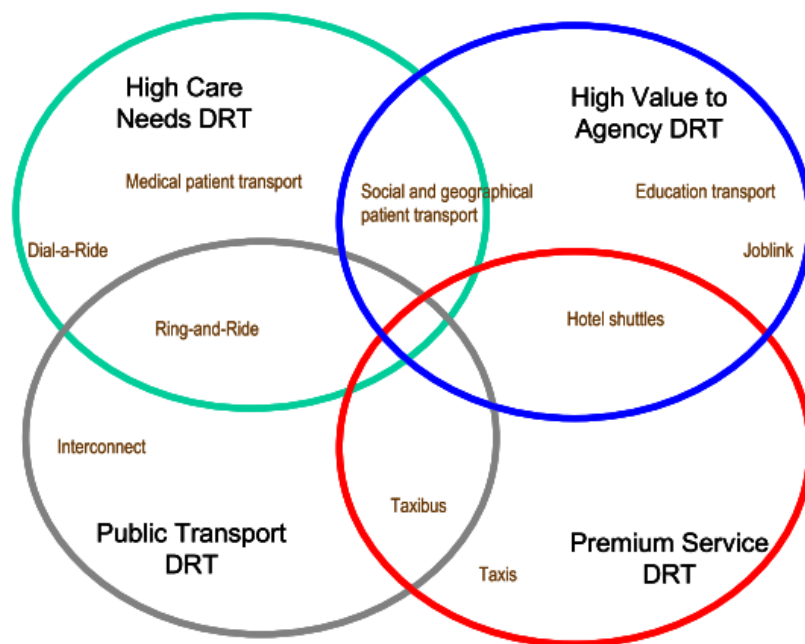 High Care
Needs DRT
High Value to
Agency DRT
Medical patient transport
Social and geographical
patient transport
Education transport
Dial-a-Ride
Joblink
Ring-and-Ride
Hotel shuttles
Interconnect
Taxibus
Public Transport
DRT
Premium Service
DRT
Taxis